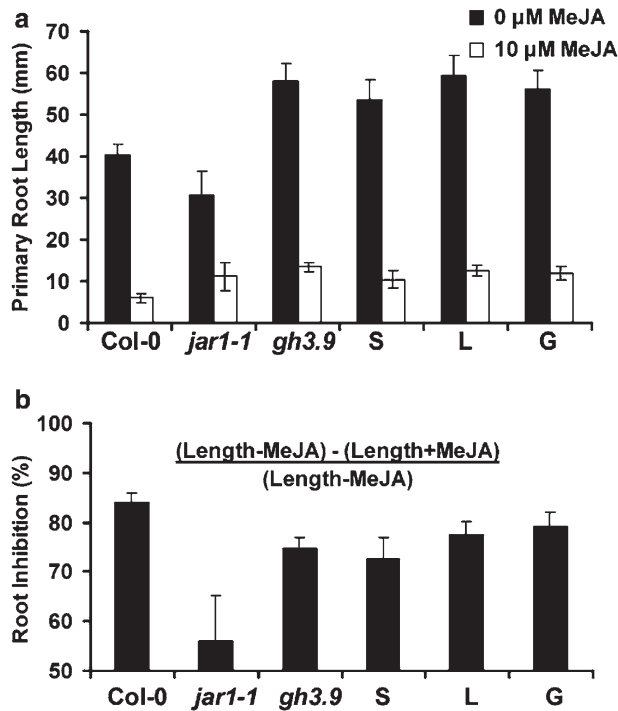 a
0 µM MeJA
10 µM MeJA
Primary Root Length (mm)
70
60
50
40
30
20
10
0
Col-0 jar1-1 gh3.9 S L G
b
Root Inhibition (%)
100
90
80
70
60
50
(Length-MeJA) - (Length+MeJA)
(Length-MeJA)
Col-0 jar1-1 gh3.9 S L G